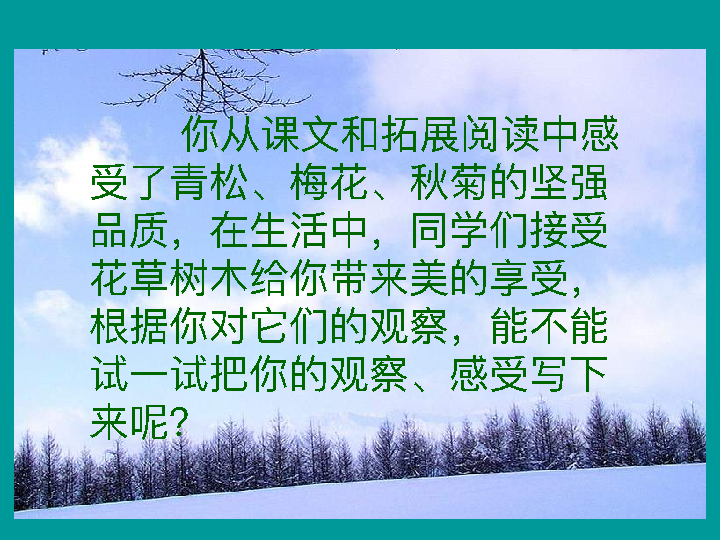 你从课文和拓展阅读中感
受了青松、梅花、秋菊的坚强
品质，在生活中，同学们接受
花草树木给你带来美的享受，
根据你对它们的观察，能不能
试一试把你的观察、感受写下
来呢？